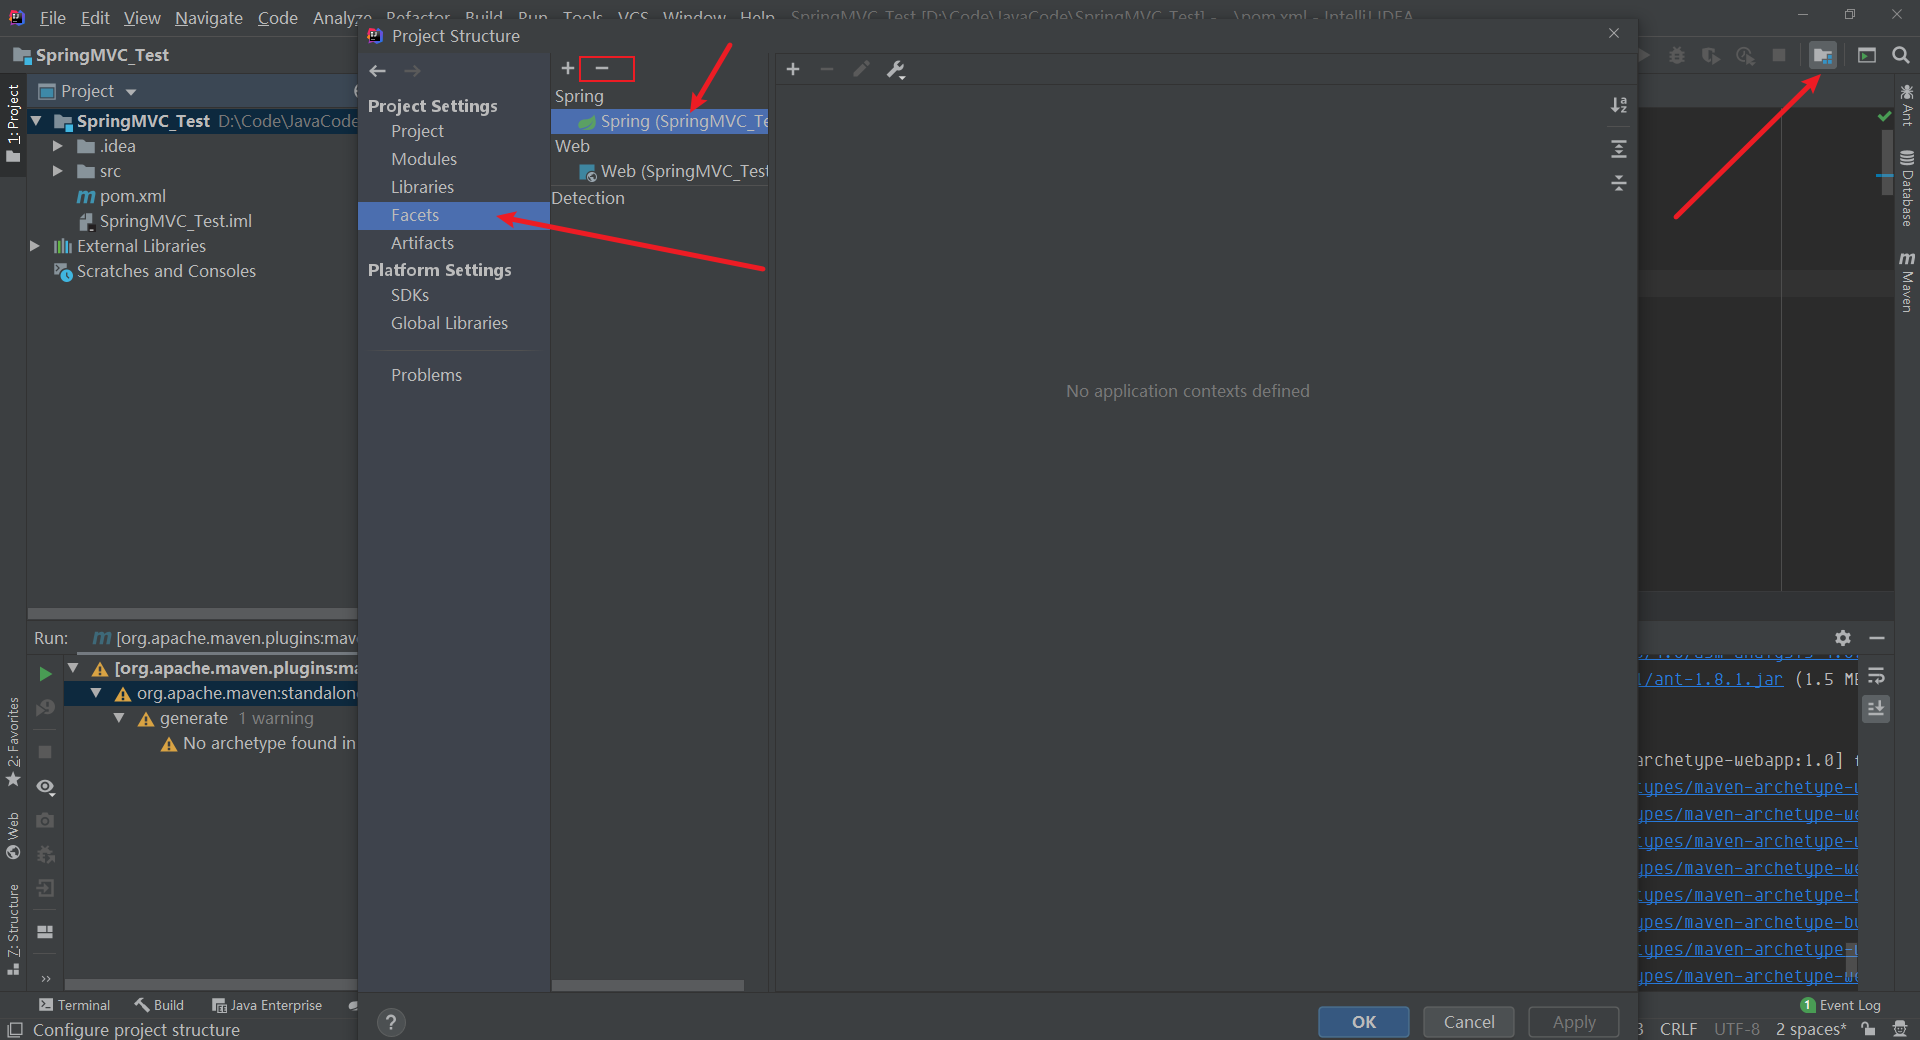 File Edit View Navigate Code Analyze Refactor Build Run Tools VCS Window Help SpringMVC_Test [D:\Code\JavaCode\SpringMVC_Test] - ...\pom.xml - IntelliJ IDEA
Project Structure
SpringMVC_Test
Project
1: Project
Project Settings
Project
Modules
Libraries
Facets
Artifacts
Platform Settings
SDKs
Global Libraries
Problems
Spring
Spring (SpringMVC_Te
Web
Web (SpringMVC_Test
Detection
SpringMVC_Test D:\Code\JavaCode
.idea
src
pom.xml
SpringMVC_Test.iml
External Libraries
Scratches and Consoles
No application contexts defined
Ant
Database
Maven
Run: [org.apache.maven.plugins:mav
[org.apache.maven.plugins:ma
org.apache.maven:standalon
generate 1 warning
No archetype found in
/ant-1.8.1.jar (1.5 MB
archetype-webapp:1.0]
types/maven-archetype-
ypes/maven-archetype-we
types/maven-archetype-
ypes/maven-archetype-we
types/maven-archetype-
ypes/maven-archetype-bu
types/maven-archetype-
ypes/maven-archetype-we
2: Favorites
Web
7: Structure
Terminal Build Java Enterprise
Event Log
OK Cancel Apply
Configure project structure
CRLF UTF-8 2 spaces*